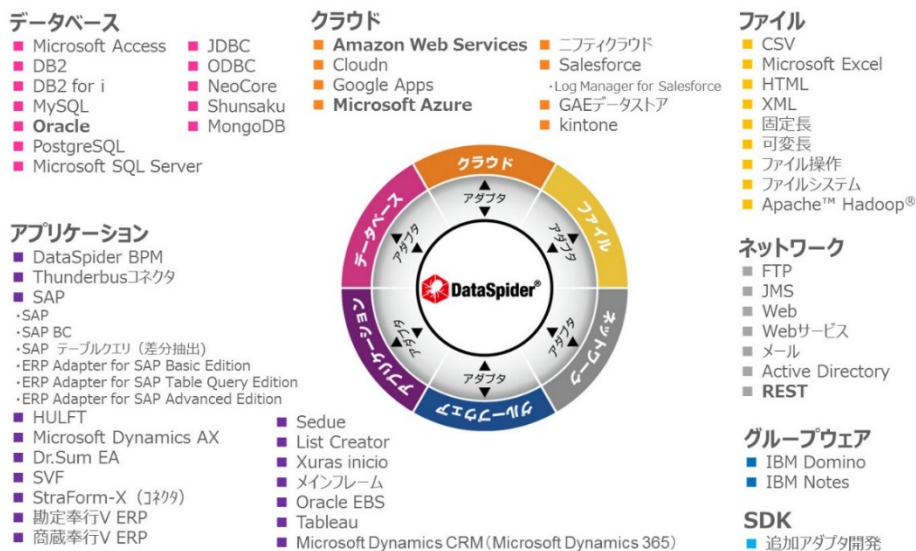 データベース
Microsoft Access
DB2
DB2 for i
MySQL
Oracle
PostgreSQL
Microsoft SQL Server
JDBC
ODBC
NeoCore
Shunsaku
MongoDB
クラウド
Amazon Web Services
Cloudn
Google Apps
Microsoft Azure
ニフティクラウド
Salesforce
・Log Manager for Salesforce
GAEデータストア
kintone
ファイル
CSV
Microsoft Excel
HTML
XML
固定長
可変長
ファイル操作
ファイルシステム
Apache™ Hadoop®
クラウド
アダプタ
ファイル
アダプタ
ネットワーク
アダプタ
グループウェア
アダプタ
アプリケーション
アダプタ
データベース
アダプタ
DataSpider®
アプリケーション
DataSpider BPM
Thunderbusコネクタ
SAP
・SAP
・SAP BC
・SAP テーブルクエリ（差分抽出)
・ERP Adapter for SAP Basic Edition
・ERP Adapter for SAP Table Query Edition
・ERP Adapter for SAP Advanced Edition
HULFT
Microsoft Dynamics AX
Dr.Sum EA
SVF
StraForm-X（コネクタ）
勘定奉行V ERP
商蔵奉行V ERP
Sedue
List Creator
Xuras inicio
メインフレーム
Oracle EBS
Tableau
Microsoft Dynamics CRM（Microsoft Dynamics 365）
ネットワーク
FTP
JMS
Web
Webサービス
メール
Active Directory
REST
グループウェア
IBM Domino
IBM Notes
SDK
追加アダプタ開発